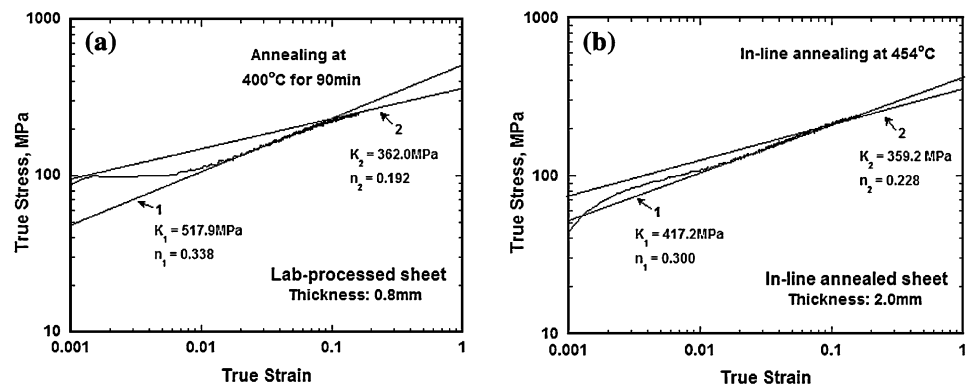 (a)
Annealing at
400°C for 90min
1000
100
10
True Stress, MPa
2
K₂ = 362.0MPa
n₂ = 0.192
1
K₁ = 517.9MPa
n₁ = 0.338
Lab-processed sheet
Thickness: 0.8mm
0.001 0.01 0.1 1
True Strain
(b)
In-line annealing at 454°C
1000
100
10
True Stress, MPa
2
K₂ = 359.2 MPa
n₂ = 0.228
1
K₁ = 417.2MPa
n₁ = 0.300
In-line annealed sheet
Thickness: 2.0mm
0.001 0.01 0.1 1
True Strain